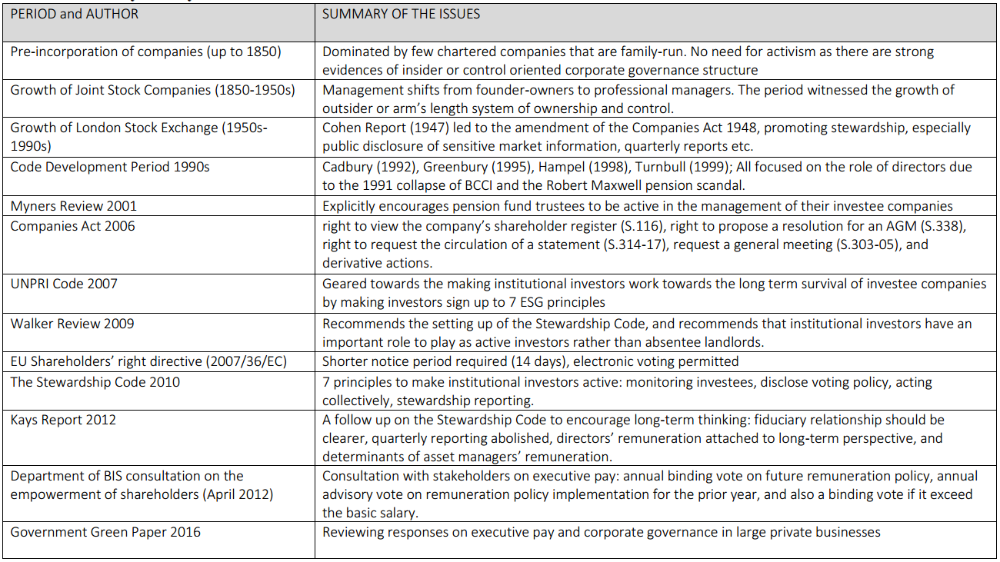 PERIOD and AUTHOR
SUMMARY OF THE ISSUES
Pre-incorporation of companies (up to 1850)
Dominated by few chartered companies that are family-run. No need for activism as there are strong
evidences of insider or control oriented corporate governance structure
Growth of Joint Stock Companies (1850-1950s)
Management shifts from founder-owners to professional managers. The period witnessed the growth of
outsider or arm’s length system of ownership and control.
Growth of London Stock Exchange (1950s-
1990s)
Cohen Report (1947) led to the amendment of the Companies Act 1948, promoting stewardship, especially
public disclosure of sensitive market information, quarterly reports etc.
Code Development Period 1990s
Cadbury (1992), Greenbury (1995), Hampel (1998), Turnbull (1999); All focused on the role of directors due
to the 1991 collapse of BCCI and the Robert Maxwell pension scandal.
Myners Review 2001
Explicitly encourages pension fund trustees to be active in the management of their investee companies
Companies Act 2006
right to view the company’s shareholder register (S.116), right to propose a resolution for an AGM (S.338),
right to request the circulation of a statement (S.314-17), request a general meeting (S.303-05), and
derivative actions.
UNPRI Code 2007
Geared towards the making institutional investors work towards the long term survival of investee companies
by making investors sign up to 7 ESG principles
Walker Review 2009
Recommends the setting up of the Stewardship Code, and recommends that institutional investors have an
important role to play as active investors rather than absentee landlords.
EU Shareholders’ right directive (2007/36/EC)
Shorter notice period required (14 days), electronic voting permitted
The Stewardship Code 2010
7 principles to make institutional investors active: monitoring investees, disclose voting policy, acting
collectively, stewardship reporting.
Kays Report 2012
A follow up on the Stewardship Code to encourage long-term thinking: fiduciary relationship should be
clearer, quarterly reporting abolished, directors’ remuneration attached to long-term perspective, and
determinants of asset managers’ remuneration.
Department of BIS consultation on the
empowerment of shareholders (April 2012)
Consultation with stakeholders on executive pay: annual binding vote on future remuneration policy, annual
advisory vote on remuneration policy implementation for the prior year, and also a binding vote if it exceed
the basic salary.
Government Green Paper 2016
Reviewing responses on executive pay and corporate governance in large private businesses